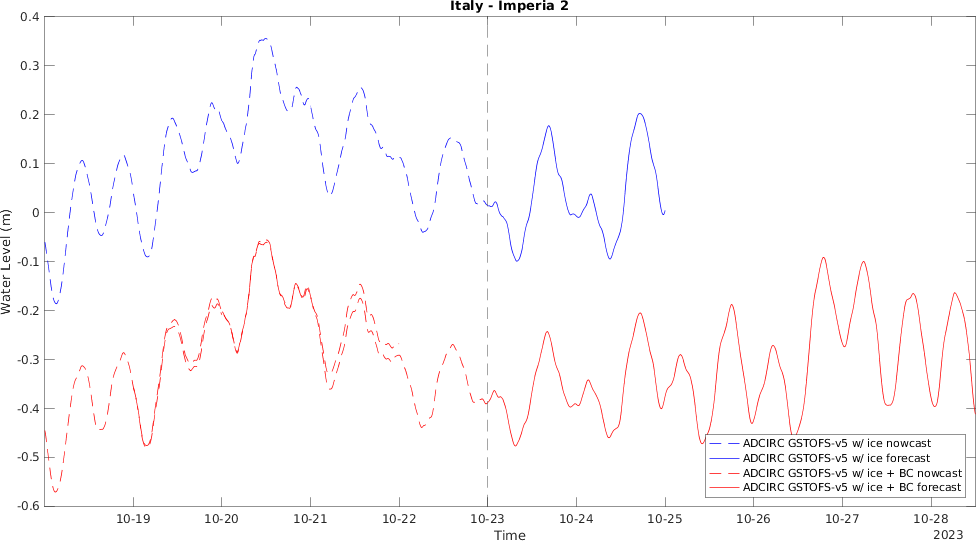 Italy - Imperia 2
Water Level (m)
0.4
0.3
0.2
0.1
0
-0.1
-0.2
-0.3
-0.4
-0.5
-0.6
ADCIRC GSTOFS-v5 w/ ice nowcast
ADCIRC GSTOFS-v5 w/ ice forecast
ADCIRC GSTOFS-v5 w/ ice + BC nowcast
ADCIRC GSTOFS-v5 w/ ice + BC forecast
10-19 10-20 10-21 10-22 10-23 10-24 10-25 10-26 10-27 10-28
Time
2023